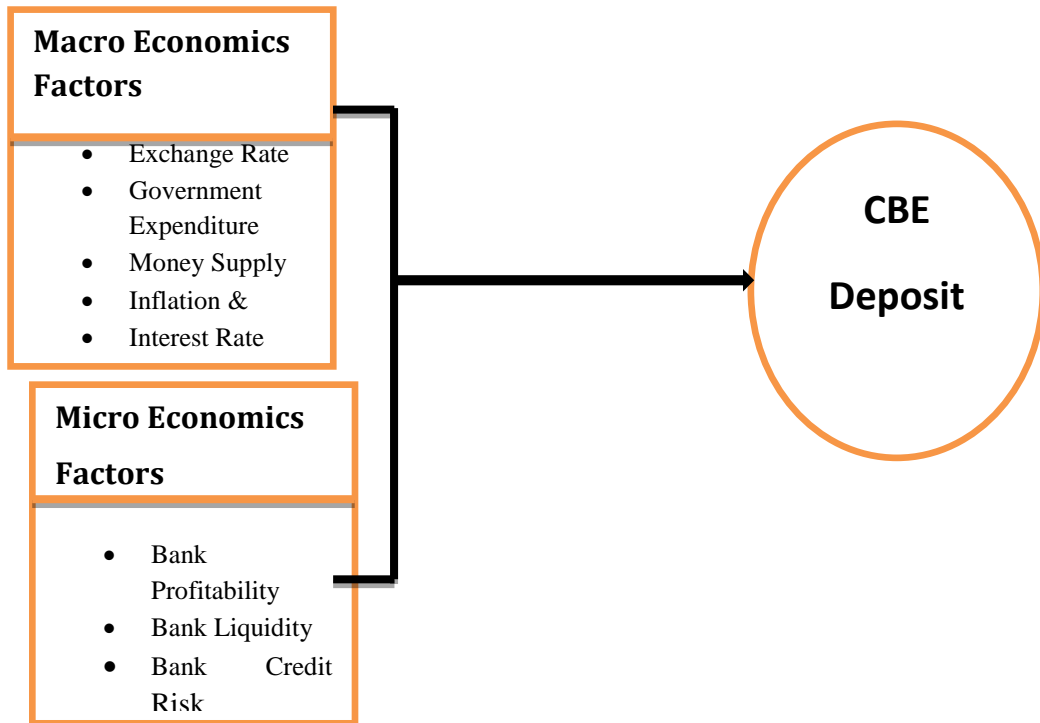 Macro Economics
Factors
• Exchange Rate
• Government
Expenditure
• Money Supply
• Inflation &
• Interest Rate
Micro Economics
Factors
• Bank
Profitability
• Bank Liquidity
• Bank Credit
Risk
CBE
Deposit